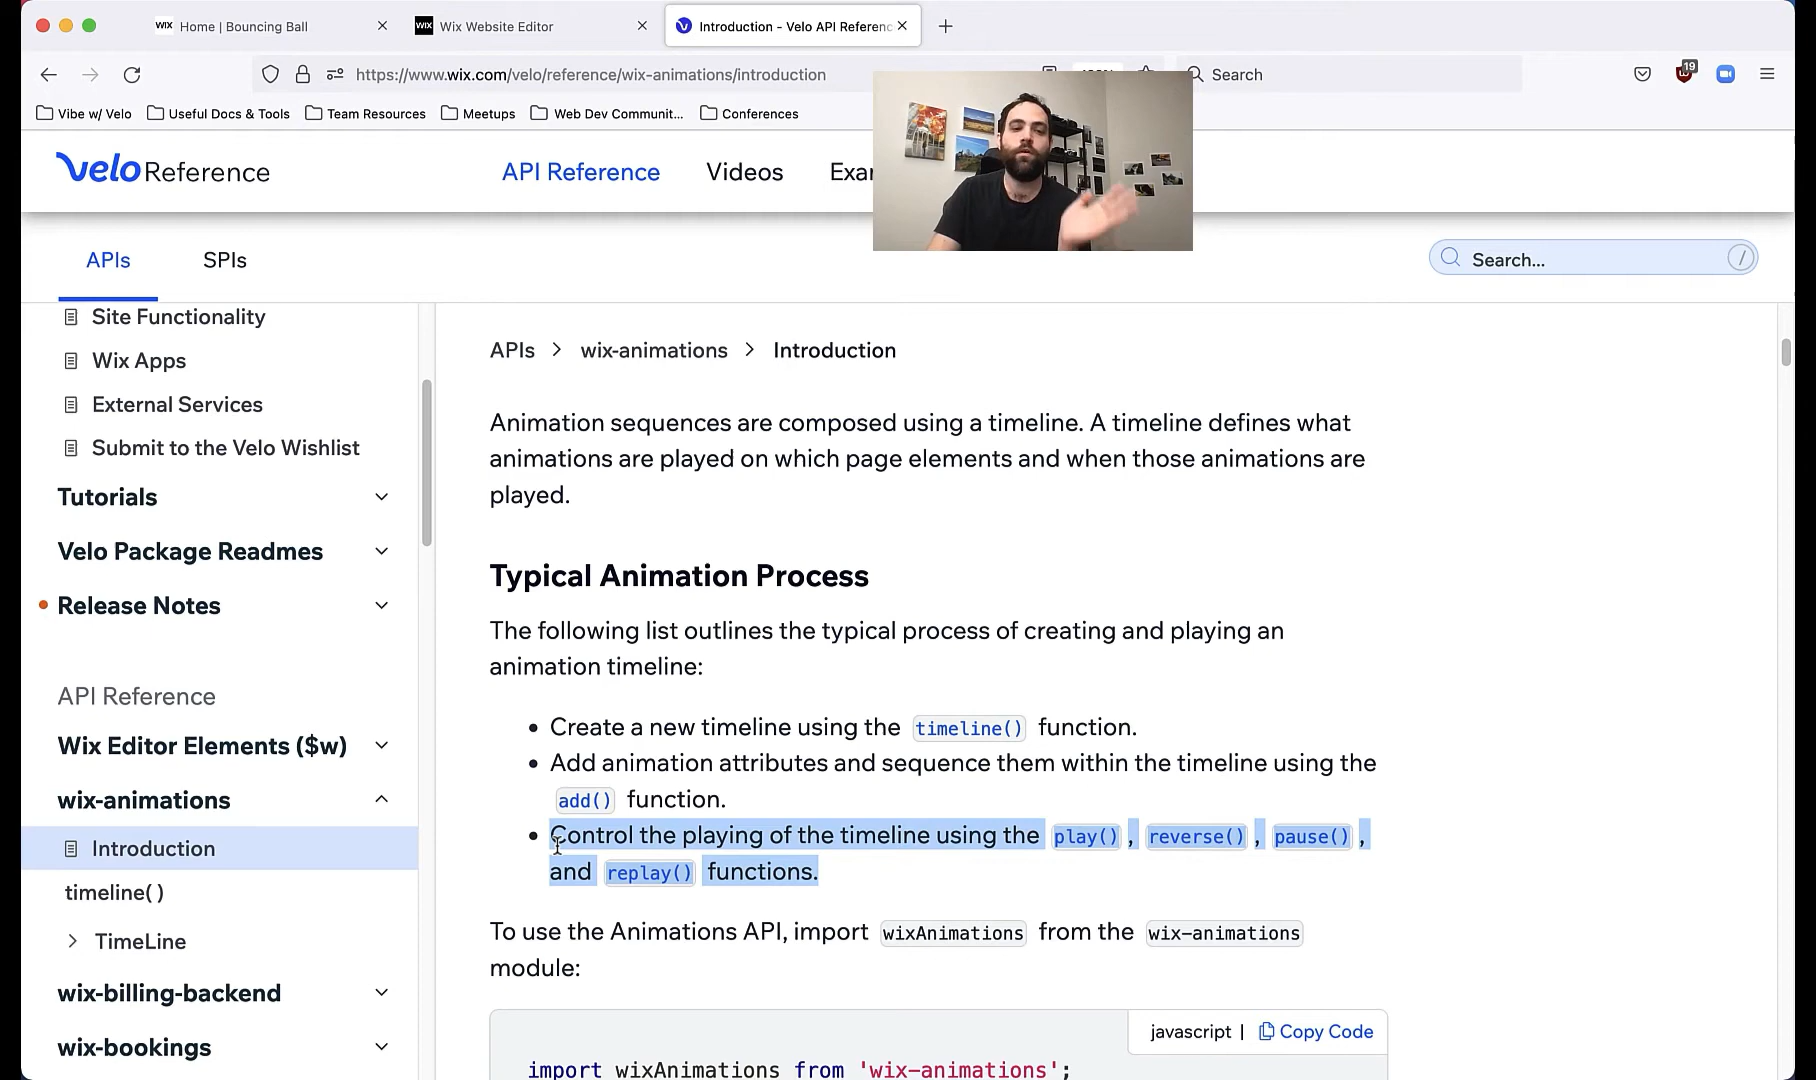 WIX Home | Bouncing Ball
WIX Wix Website Editor
Introduction - Velo API Referenc
https://www.wix.com/velo/reference/wix-animations/introduction
Search
19
Vibe w/ Velo
Useful Docs & Tools
Team Resources
Meetups
Web Dev Communit...
Conferences
velo Reference
API Reference
Videos
Exar
APIs
SPIs
Search...
/
Site Functionality
Wix Apps
External Services
Submit to the Velo Wishlist
Tutorials
Velo Package Readmes
Release Notes
API Reference
Wix Editor Elements ($w)
wix-animations
Introduction
timeline( )
TimeLine
wix-billing-backend
wix-bookings
APIs > wix-animations > Introduction
Animation sequences are composed using a timeline. A timeline defines what
animations are played on which page elements and when those animations are
played.
Typical Animation Process
The following list outlines the typical process of creating and playing an
animation timeline:
• Create a new timeline using the timeline() function.
• Add animation attributes and sequence them within the timeline using the
add() function.
• Control the playing of the timeline using the play() , reverse() , pause() ,
and replay() functions.
To use the Animations API, import wixAnimations from the wix-animations
module:
javascript | Copy Code
import wixAnimations from 'wix-animations';